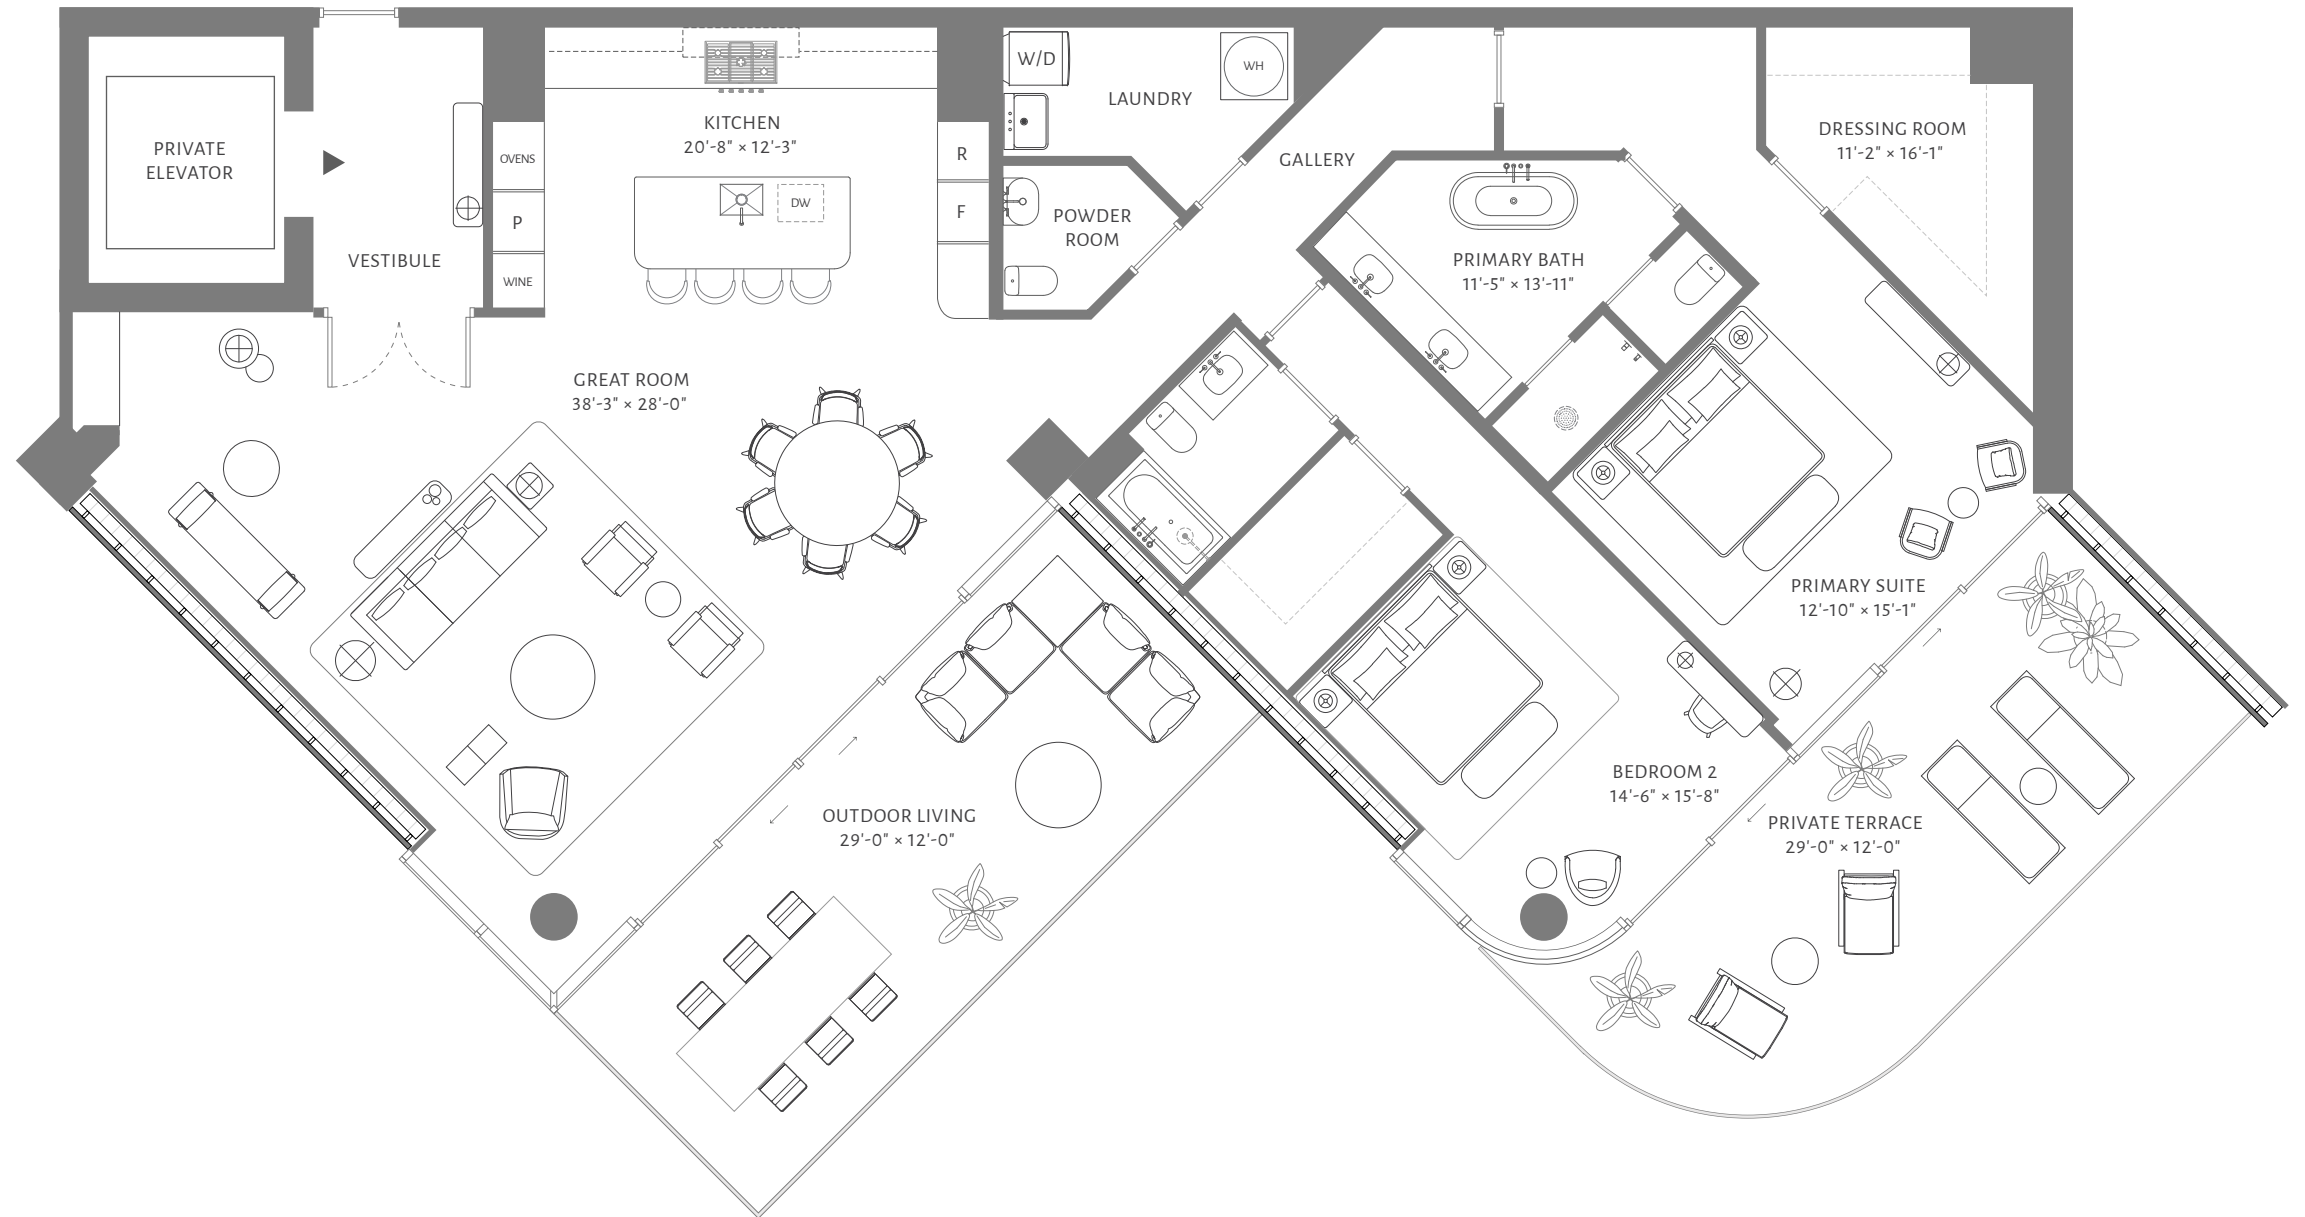 PRIVATE
ELEVATOR
VESTIBULE
OVENS
P
WINE
KITCHEN
20'-8" × 12'-3"
DW
R
F
W/D
LAUNDRY
WH
POWDER
ROOM
GALLERY
PRIMARY BATH
11'-5" × 13'-11"
DRESSING ROOM
11'-2" × 16'-1"
GREAT ROOM
38'-3" × 28'-0"
PRIMARY SUITE
12'-10" × 15'-1"
BEDROOM 2
14'-6" × 15'-8"
OUTDOOR LIVING
29'-0" × 12'-0"
PRIVATE TERRACE
29'-0" × 12'-0"